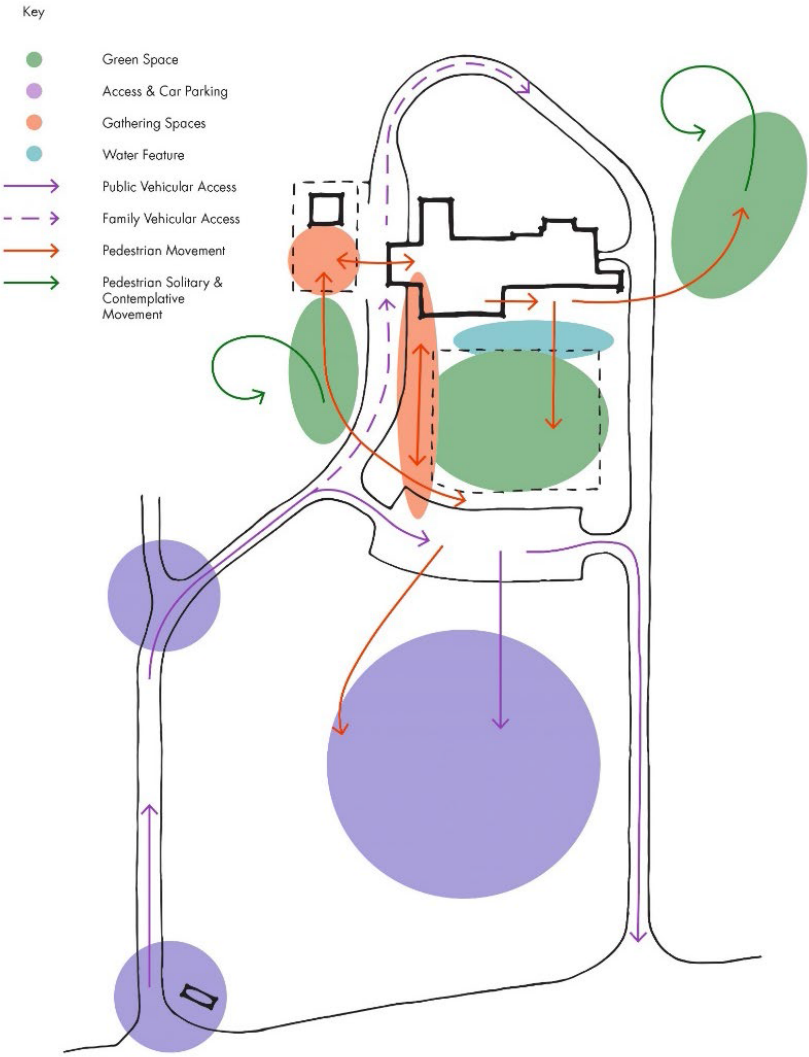 Key
Green Space
Access & Car Parking
Gathering Spaces
Water Feature
Public Vehicular Access
Family Vehicular Access
Pedestrian Movement
Pedestrian Solitary &
Contemplative
Movement